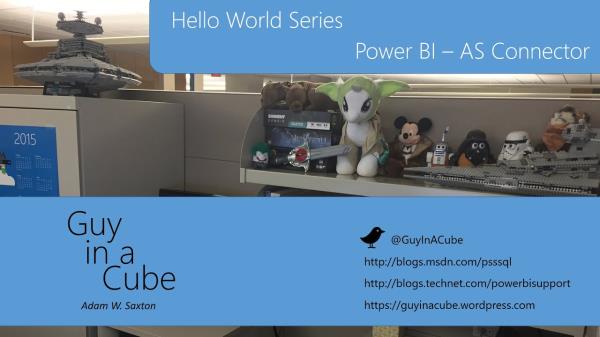 Hello World Series
Power BI – AS Connector
2015
Guy
in a
Cube
Adam W. Saxton
@GuyInACube
http://blogs.msdn.com/psssql
http://blogs.technet.com/powerbisupport
https://guyinacube.wordpress.com